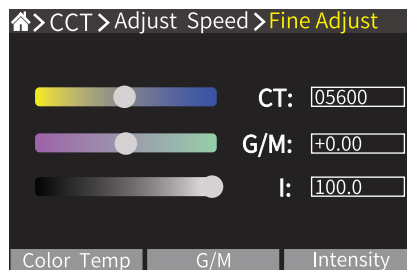 >CCT>Adjust Speed>Fine Adjust
CT: 05600
G/M: +0.00
I: 100.0
Color Temp G/M Intensity